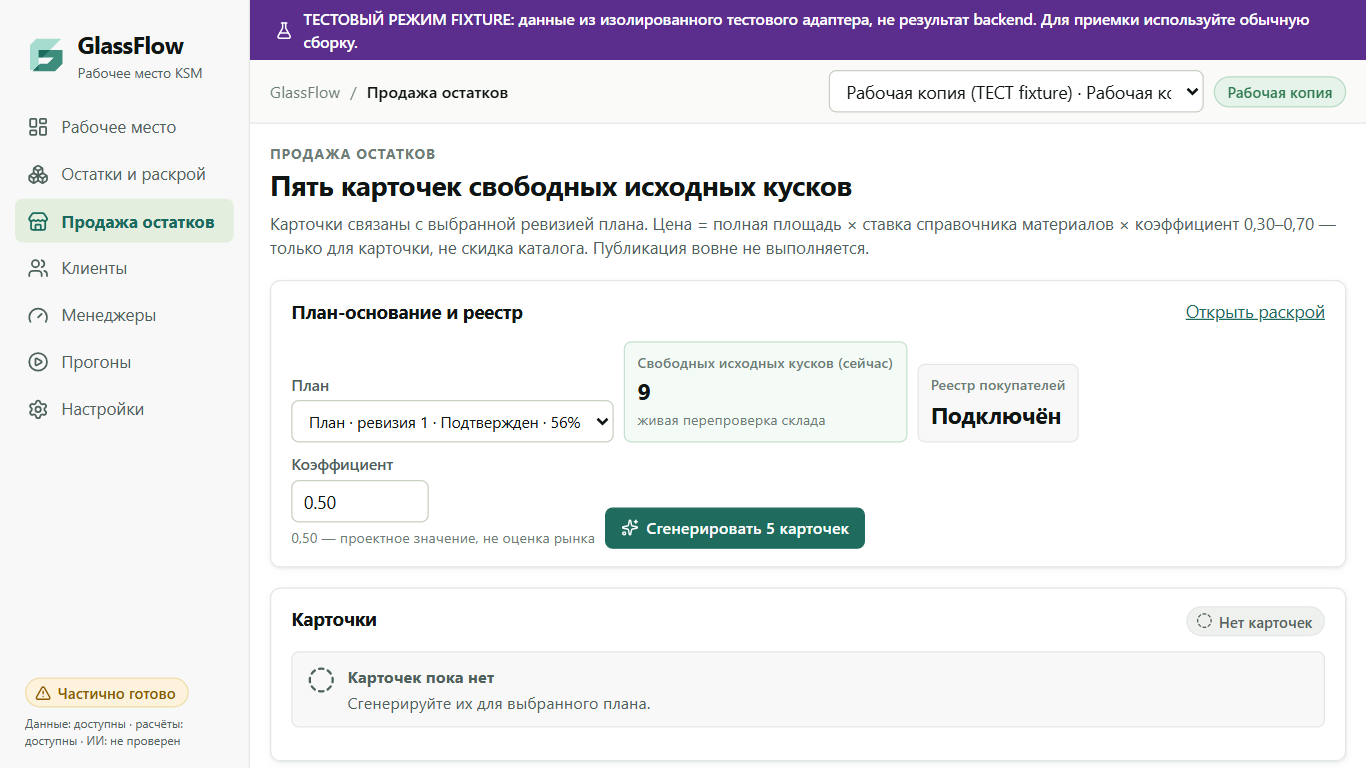 GlassFlow
Рабочее место KSM
Рабочее место
Остатки и раскрой
Продажа остатков
Клиенты
Менеджеры
Прогоны
Настройки
Частично готово
Данные: доступны · расчёты:
доступны · ИИ: не проверен
ТЕСТОВЫЙ РЕЖИМ FIXTURE: данные из изолированного тестового адаптера, не результат backend. Для приемки используйте обычную
сборку.
GlassFlow / Продажа остатков
Рабочая копия (ТЕСТ fixture) · Рабочая кс
Рабочая копия
ПРОДАЖА ОСТАТКОВ
Пять карточек свободных исходных кусков
Карточки связаны с выбранной ревизией плана. Цена = полная площадь × ставка справочника материалов × коэффициент 0,30–0,70 —
только для карточки, не скидка каталога. Публикация вовне не выполняется.
План-основание и реестр
Открыть раскрой
План
План · ревизия 1 · Подтвержден · 56%
Свободных исходных кусков (сейчас)
9
живая перепроверка склада
Реестр покупателей
Подключён
Коэффициент
0.50
0,50 — проектное значение, не оценка рынка
Сгенерировать 5 карточек
Карточки
Нет карточек
Карточек пока нет
Сгенерируйте их для выбранного плана.